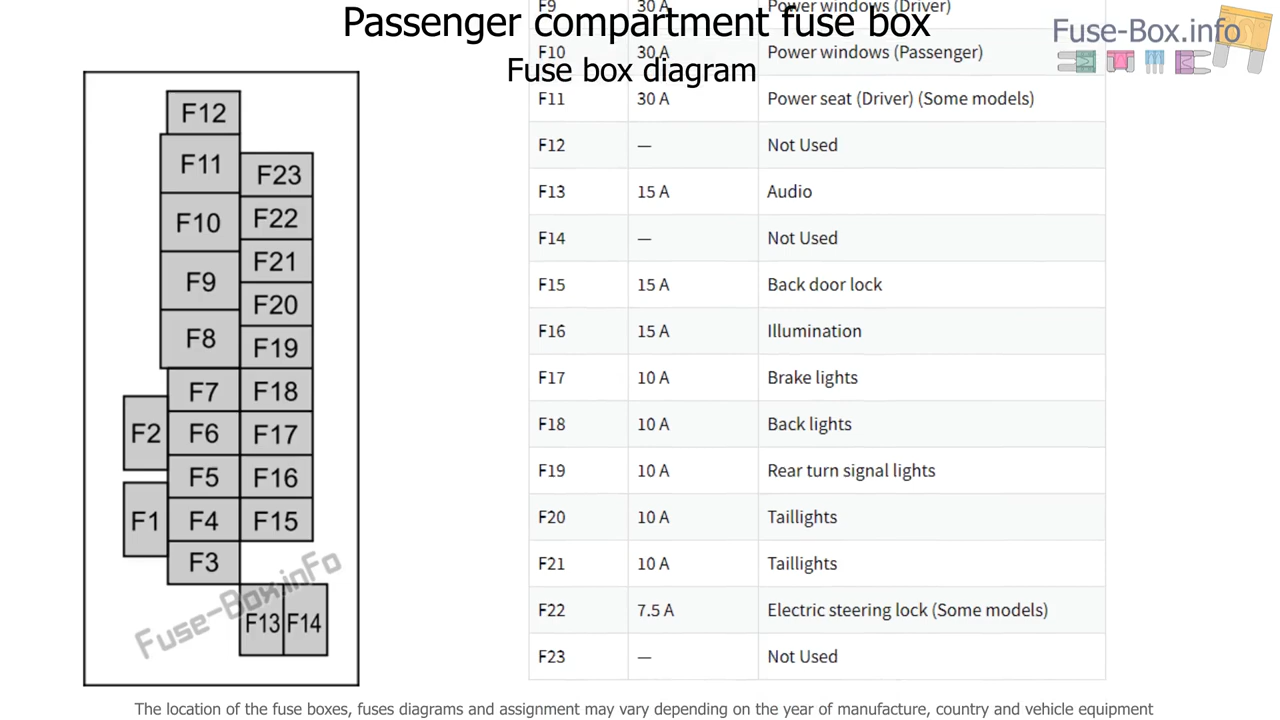 Passenger compartment fuse box
Fuse box diagram
Fuse-Box.info
F12
F11
F23
F10
F22
F21
F9
F20
F8
F19
F7
F18
F2
F6
F17
F5
F16
F1
F4
F15
F3
F13
F14
Fuse-Box.inFo
F9 30 A Power windows (Driver)
F10 30 A Power windows (Passenger)
F11 30 A Power seat (Driver) (Some models)
F12 — Not Used
F13 15 A Audio
F14 — Not Used
F15 15 A Back door lock
F16 15 A Illumination
F17 10 A Brake lights
F18 10 A Back lights
F19 10 A Rear turn signal lights
F20 10 A Taillights
F21 10 A Taillights
F22 7.5 A Electric steering lock (Some models)
F23 — Not Used
The location of the fuse boxes, fuses diagrams and assignment may vary depending on the year of manufacture, country and vehicle equipment